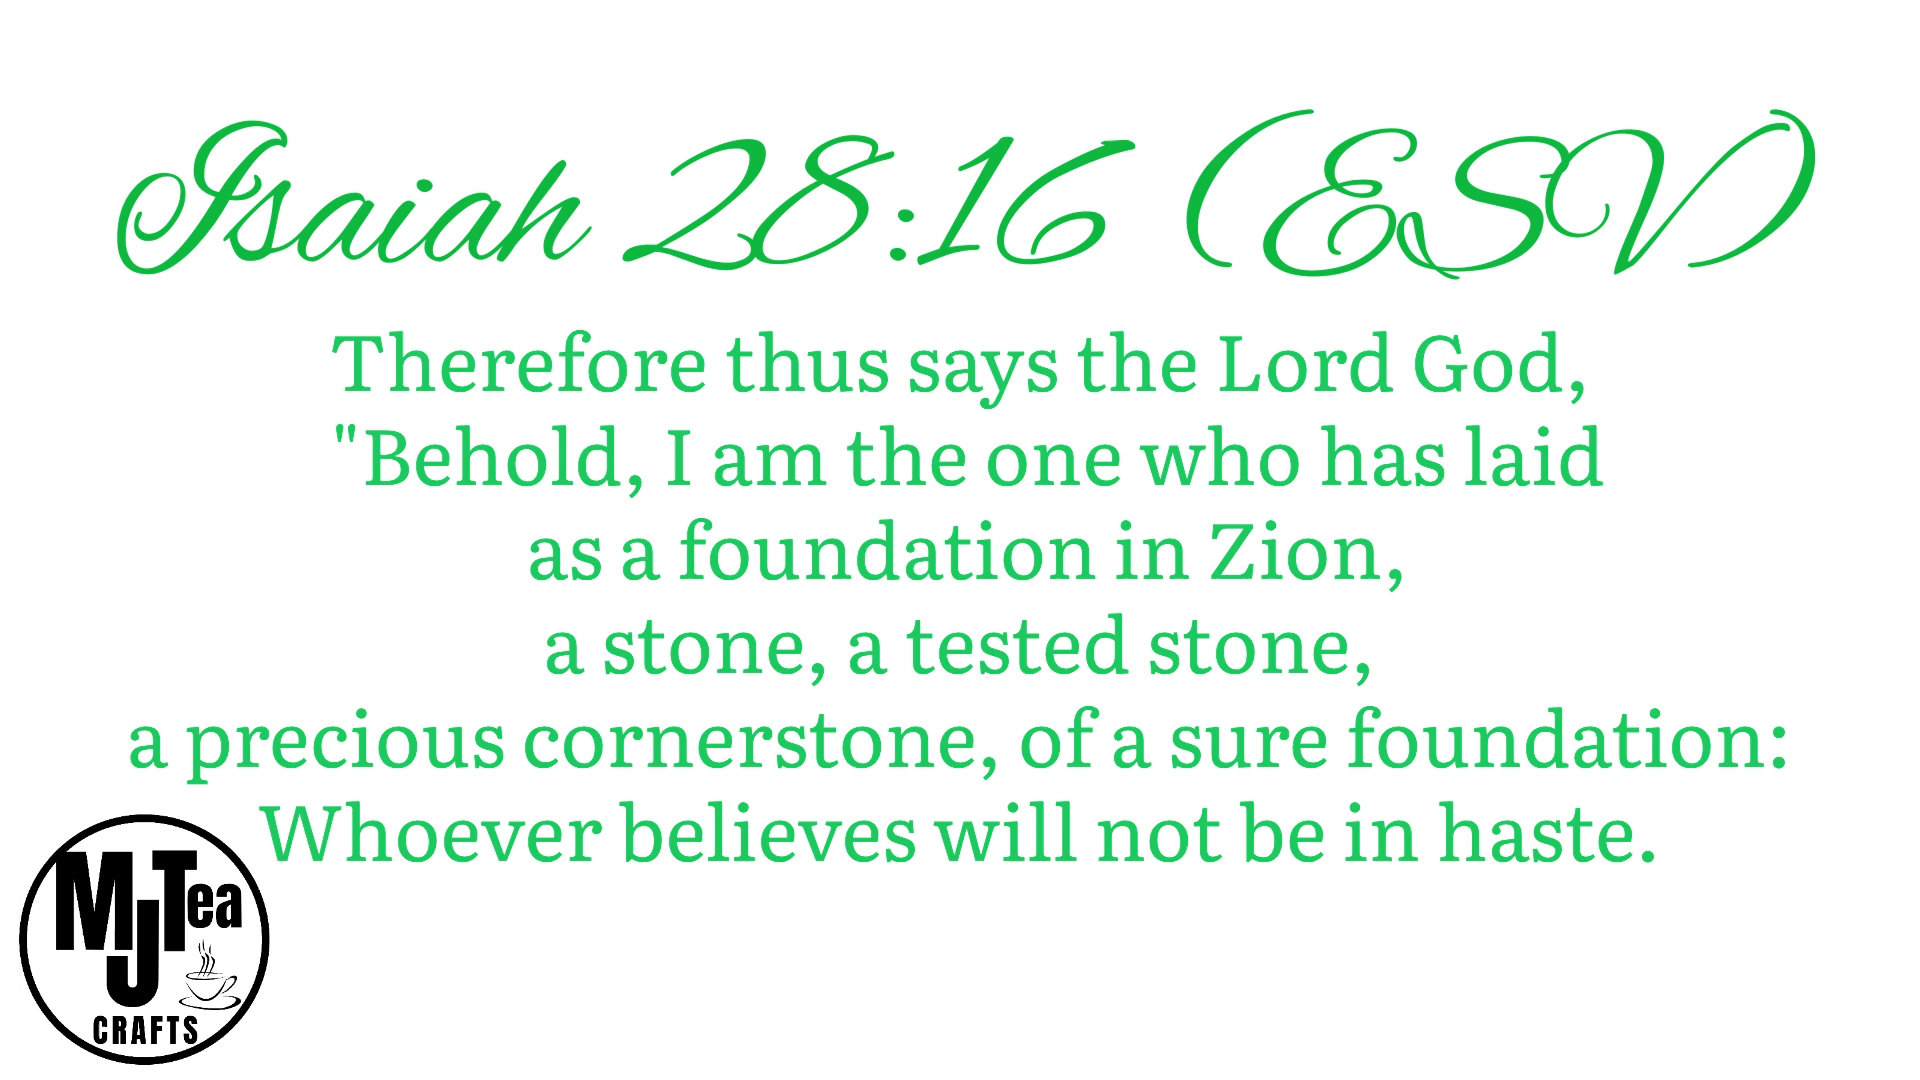 Isaiah 28:16 (ESV)
Therefore thus says the Lord God,
"Behold, I am the one who has laid
as a foundation in Zion,
a stone, a tested stone,
a precious cornerstone, of a sure foundation:
Whoever believes will not be in haste.
MJTea
CRAFTS